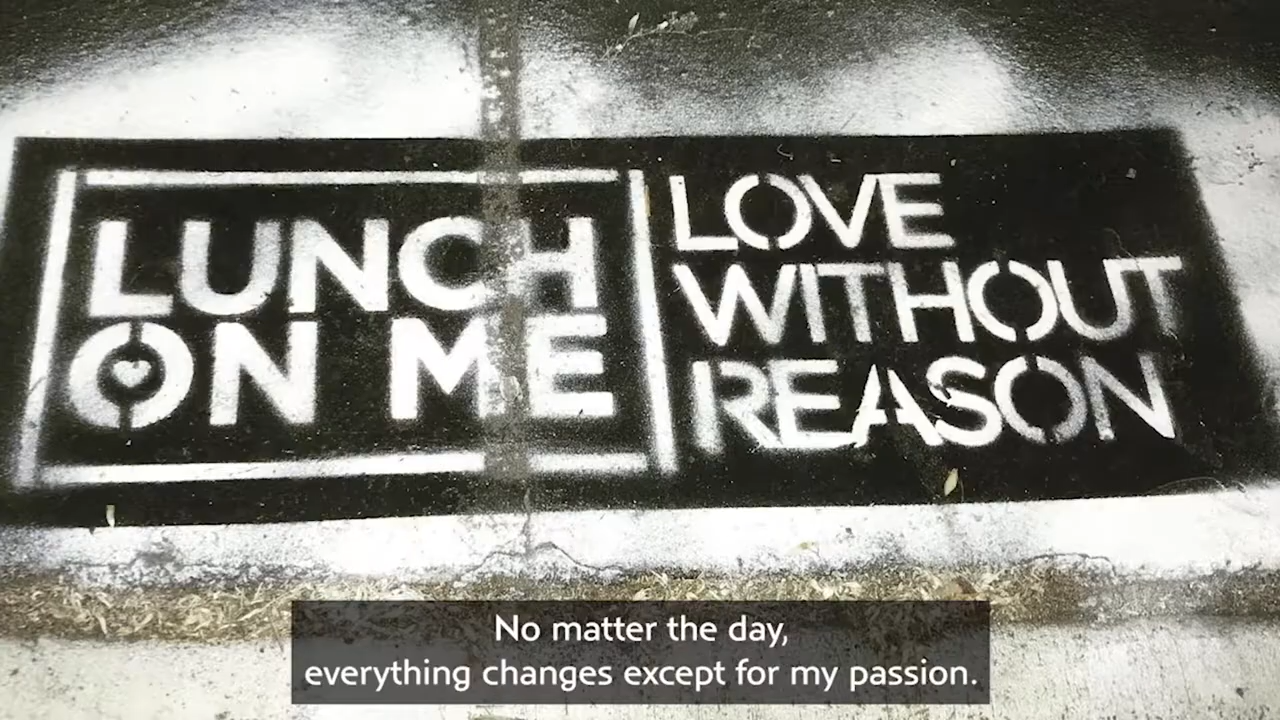 LUNCH
ON ME
LOVE
WITHOUT
REASON
No matter the day,
everything changes except for my passion.